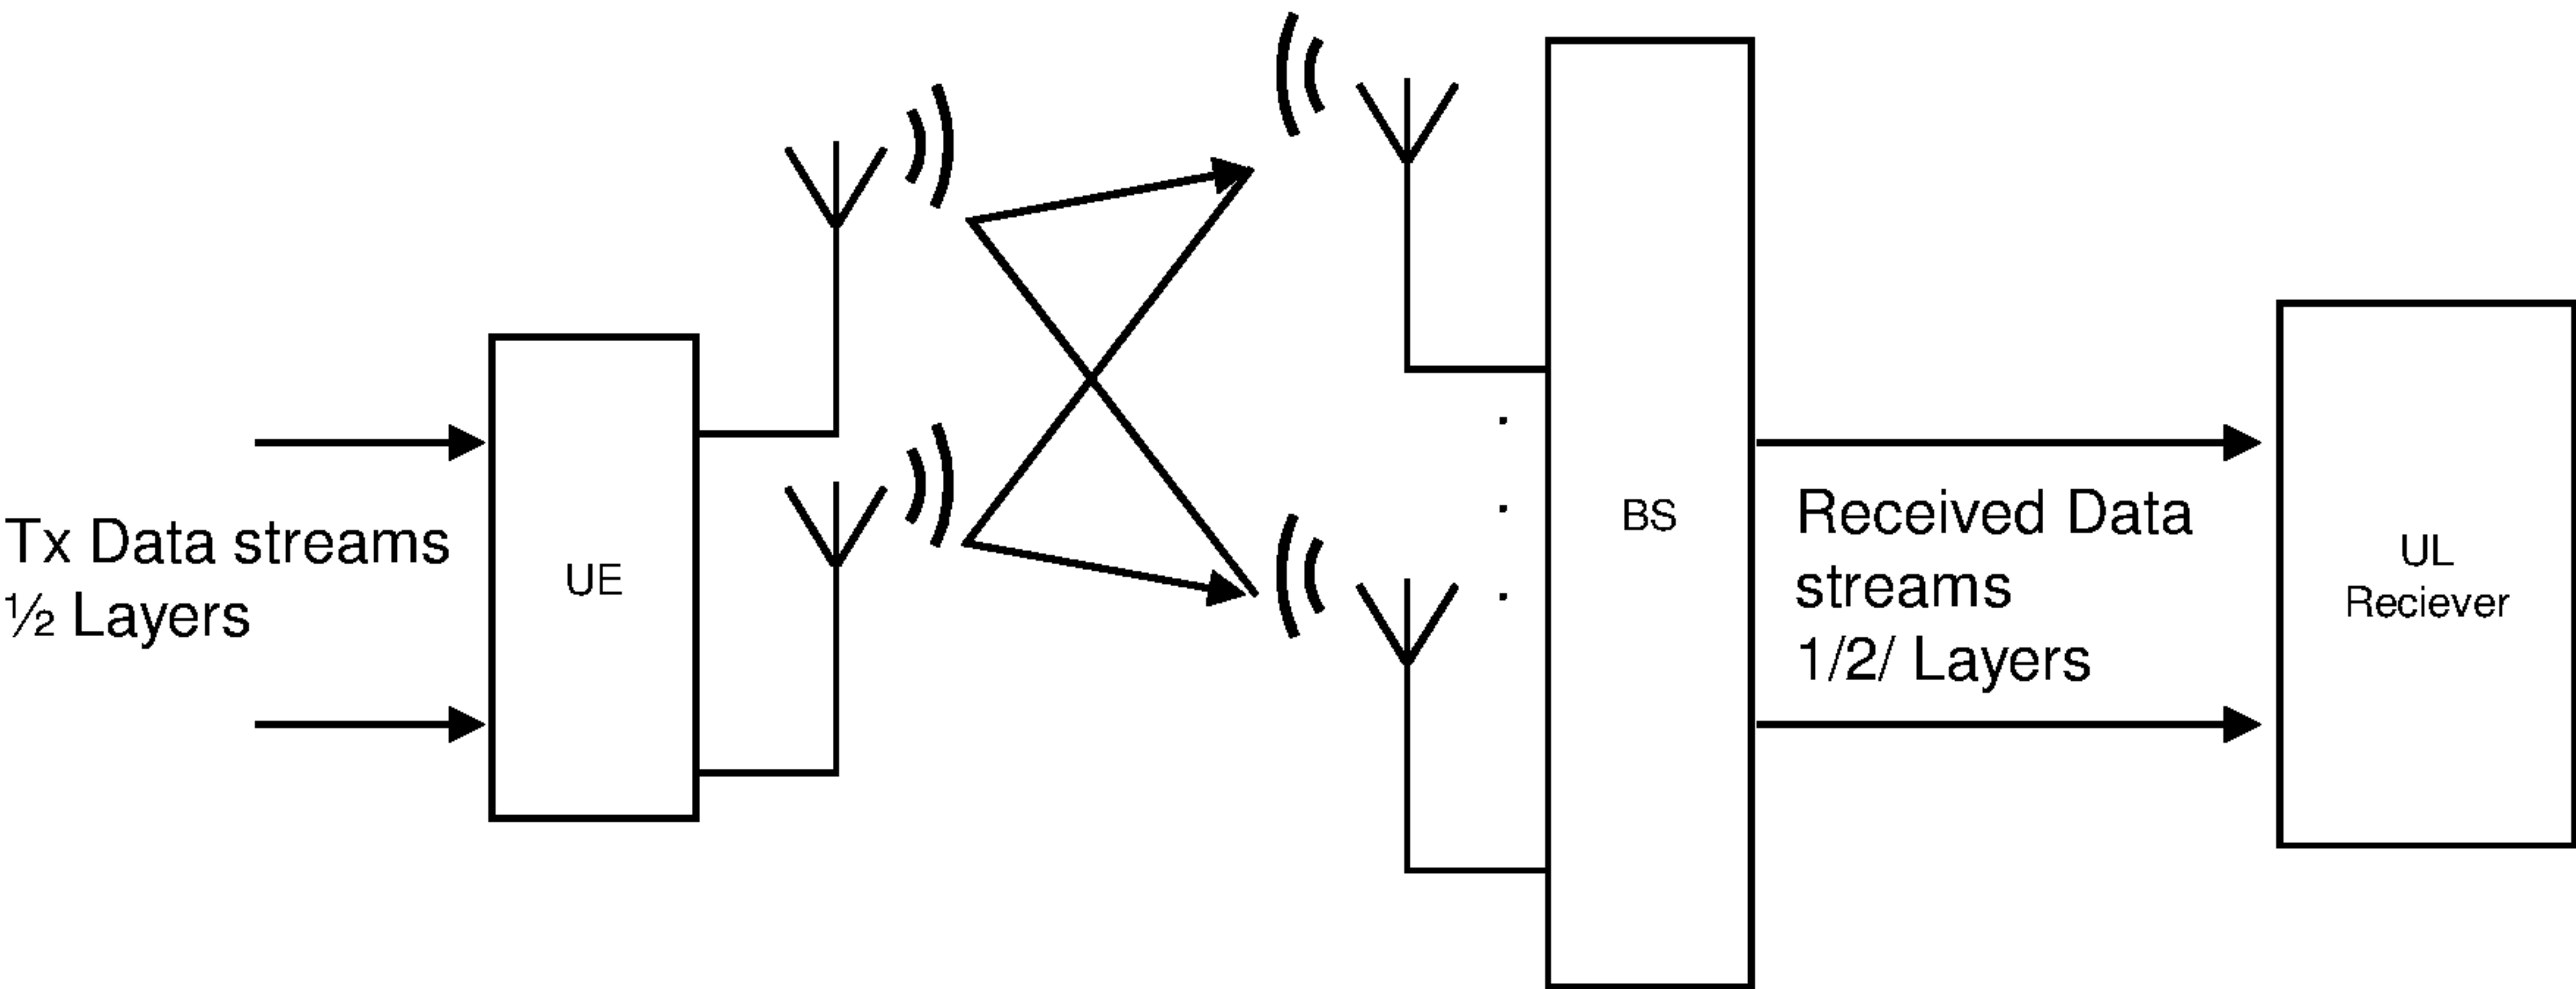 Tx Data streams
½ Layers
UE
BS
Received Data
streams
1/2/ Layers
UL
Reciever